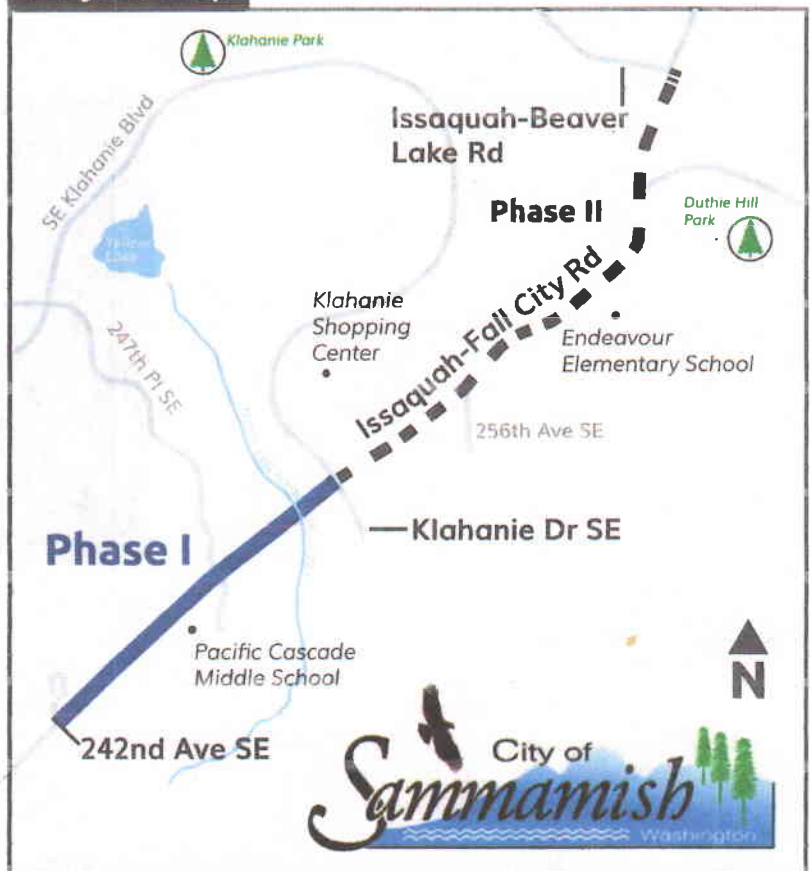 Klahanie Park
SE Klahanie Blvd
Issaquah-Beaver
Lake Rd
Phase II
Duthie Hill
Park
Yellow
Lake
Klahanie
Shopping
Center
247th Pl SE
Issaquah-Fall City Rd
Endeavour
Elementary School
256th Ave SE
Phase I
Klahanie Dr SE
Pacific Cascade
Middle School
N
242nd Ave SE
City of
Sammamish
Washington